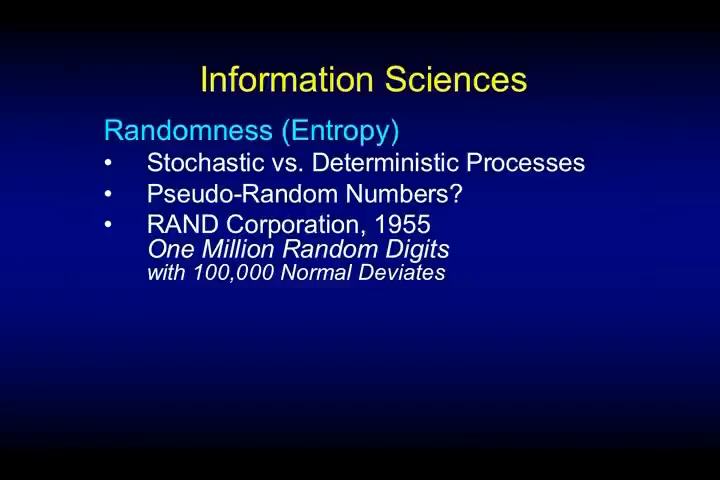 Information Sciences
Randomness (Entropy)
• Stochastic vs. Deterministic Processes
• Pseudo-Random Numbers?
• RAND Corporation, 1955
One Million Random Digits
with 100,000 Normal Deviates